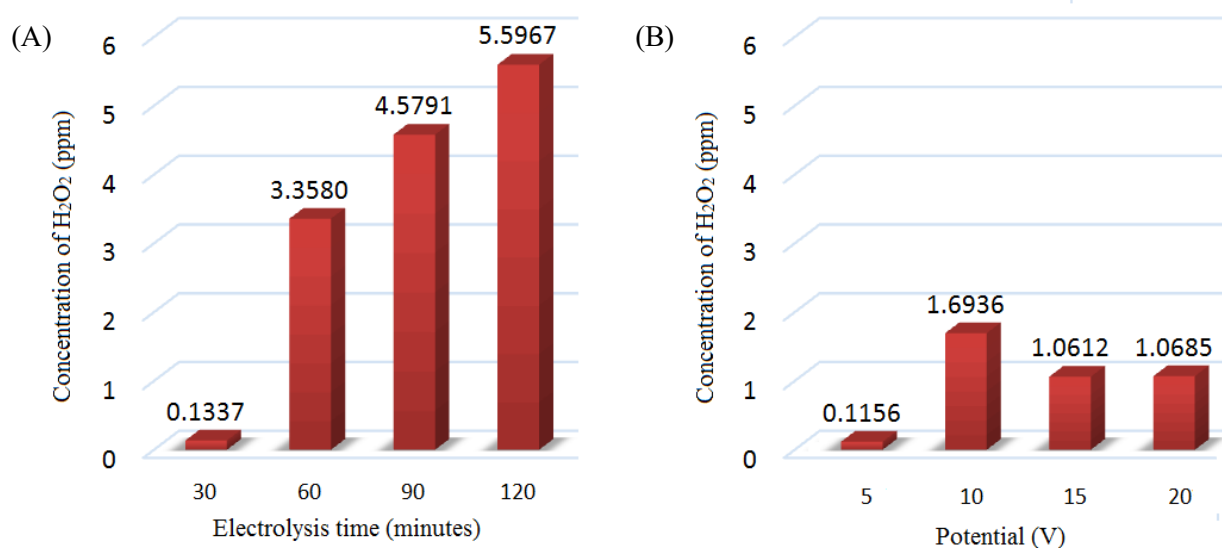 (A)
Concentration of H₂O₂ (ppm)
6
5
4
3
2
1
0
0.1337
3.3580
4.5791
5.5967
30 60 90 120
Electrolysis time (minutes)
(B)
Concentration of H₂O₂ (ppm)
6
5
4
3
2
1
0
0.1156
1.6936
1.0612
1.0685
5 10 15 20
Potential (V)